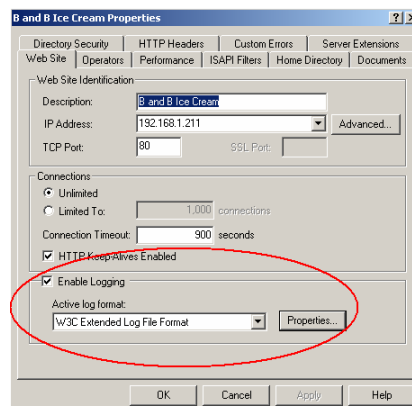 B and B Ice Cream Properties
Directory Security HTTP Headers Custom Errors Server Extensions
Web Site Operators Performance ISAPI Filters Home Directory Documents
Web Site Identification
Description: B and B Ice Cream
IP Address: 192.168.1.211 Advanced...
TCP Port: 80 SSL Port:
Connections
Unlimited
Limited To: 1,000 connections
Connection Timeout: 900 seconds
HTTP Keep-Alives Enabled
Enable Logging
Active log format:
W3C Extended Log File Format Properties...
OK Cancel Apply Help